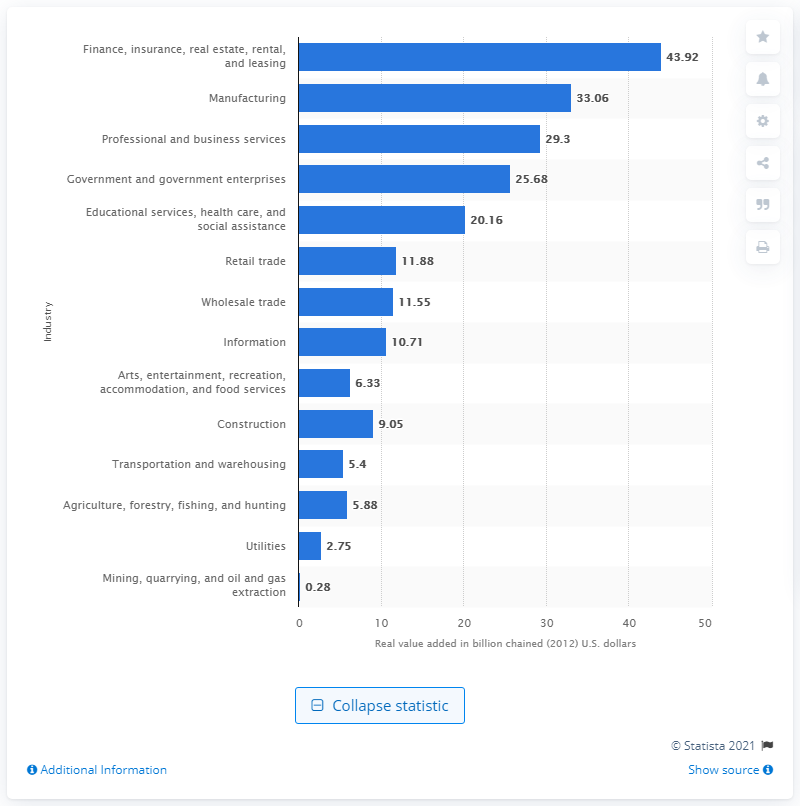 Finance, insurance, real estate, rental,
and leasing
43.92
Manufacturing
33.06
Professional and business services
29.3
Government and government enterprises
25.68
Educational services, health care, and
social assistance
20.16
Retail trade
11.88
Wholesale trade
11.55
Information
10.71
Arts, entertainment, recreation,
accommodation, and food services
6.33
Construction
9.05
Transportation and warehousing
5.4
Agriculture, forestry, fishing, and hunting
5.88
Utilities
2.75
Mining, quarrying, and oil and gas
extraction
0.28
Industry
0 10 20 30 40 50
Real value added in billion chained (2012) U.S. dollars
Collapse statistic
© Statista 2021
Additional Information
Show source